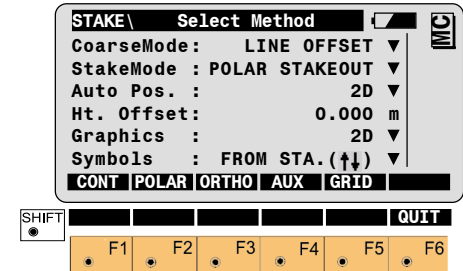 STAKE\ Select Method
MC
CoarseMode: LINE OFFSET ▼
StakeMode : POLAR STAKEOUT ▼
Auto Pos. : 2D ▼
Ht. Offset: 0.000 m
Graphics : 2D ▼
Symbols : FROM STA.(↑↓) ▼
CONT POLAR ORTHO AUX GRID
SHIFT QUIT
F1 F2 F3 F4 F5 F6